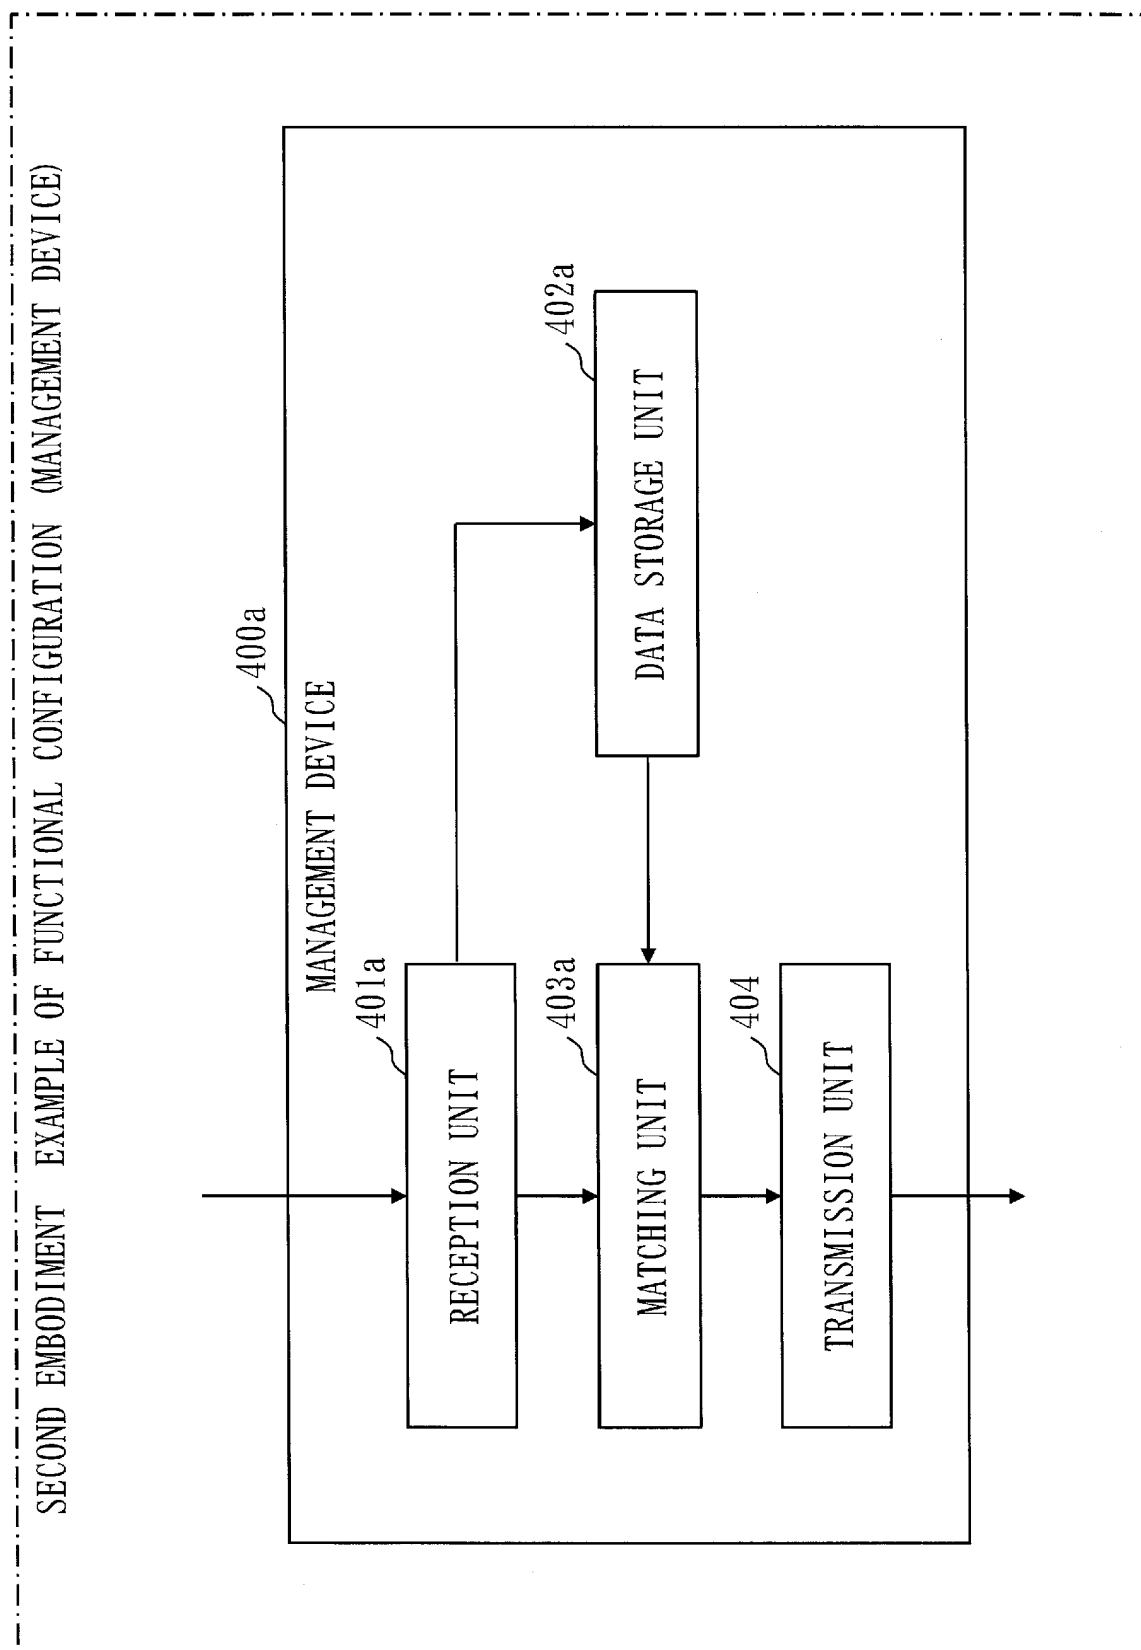 SECOND EMBODIMENT EXAMPLE OF FUNCTIONAL CONFIGURATION (MANAGEMENT DEVICE)
400a
MANAGEMENT DEVICE
401a
RECEPTION UNIT
402a
DATA STORAGE UNIT
403a
MATCHING UNIT
404
TRANSMISSION UNIT